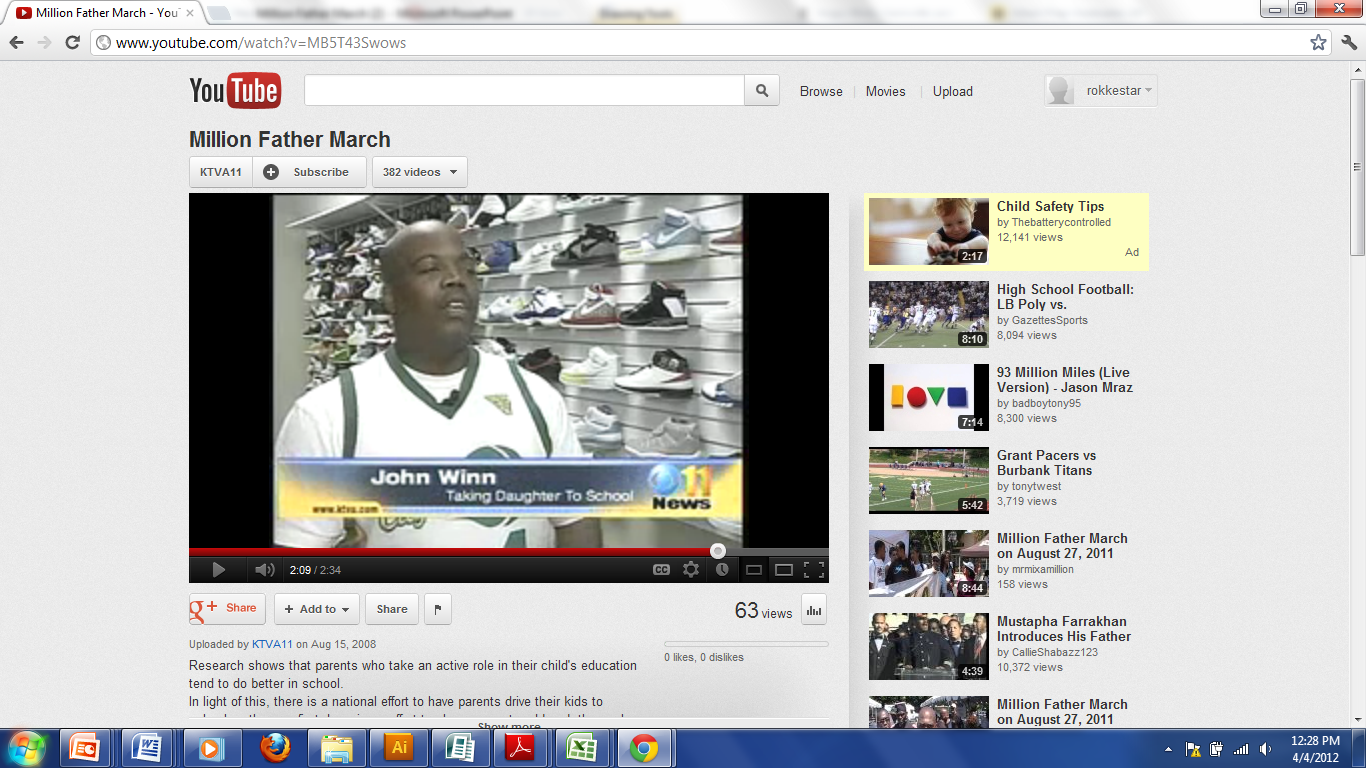 Million Father March - You
www.youtube.com/watch?v=MB5T43Swows
YouTube
Browse
Movies
Upload
rokkestar
Million Father March
KTVA11
Subscribe
382 videos
John Winn
Taking Daughter To School
11
News
www.ktva.com
2:09 / 2:34
CC
g+ Share
+ Add to
Share
63 views
Uploaded by KTVA11 on Aug 15, 2008
0 likes, 0 dislikes
Research shows that parents who take an active role in their child's education
tend to do better in school.
In light of this, there is a national effort to have parents drive their kids to
Show more
Child Safety Tips
by Thebatterycontrolled
12,141 views
Ad
2:17
High School Football:
LB Poly vs.
by GazettesSports
8,094 views
8:10
93 Million Miles (Live
Version) - Jason Mraz
by badboytony95
8,300 views
7:14
Grant Pacers vs
Burbank Titans
by tonytwest
3,719 views
5:42
Million Father March
on August 27, 2011
by mrmixamillion
158 views
8:44
Mustapha Farrakhan
Introduces His Father
by CallieShabazz123
10,372 views
4:39
Million Father March
on August 27, 2011
Ai
12:28 PM
4/4/2012